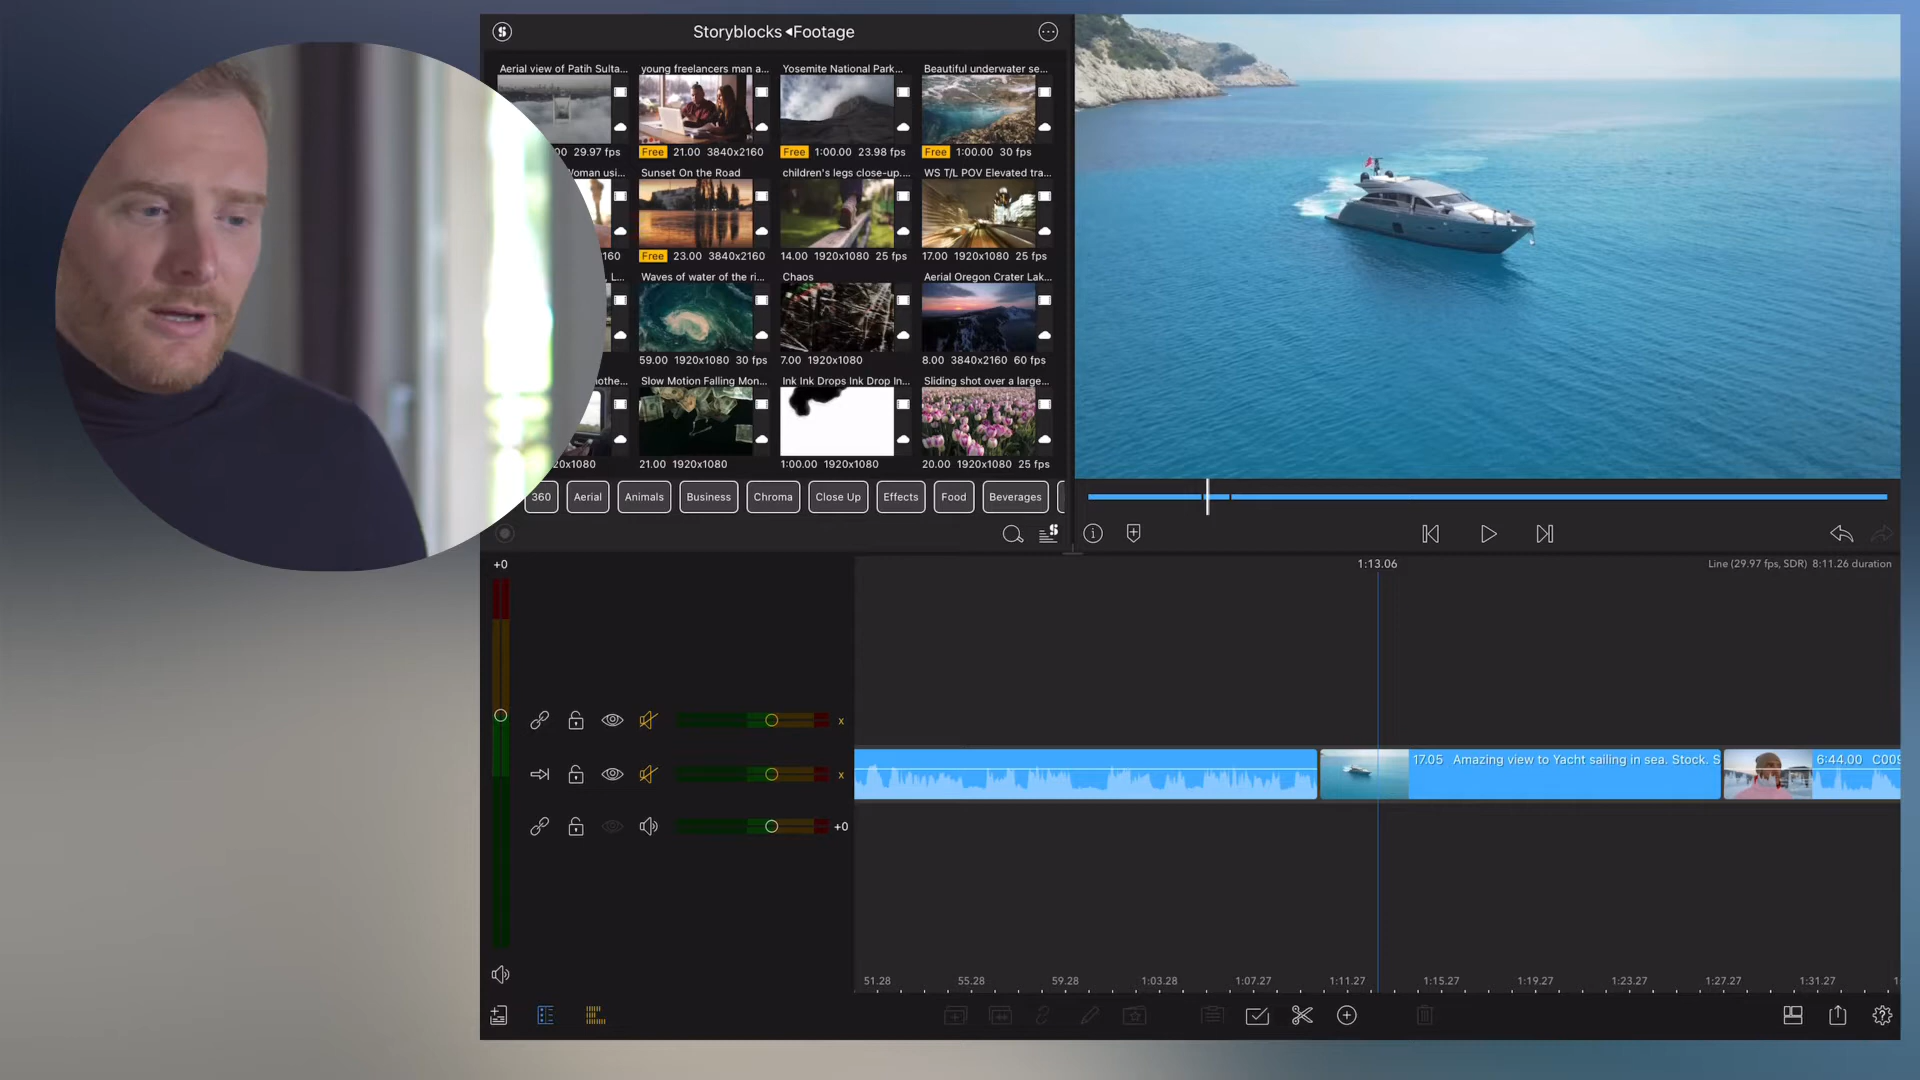 Storyblocks ◂Footage
Aerial view of Patih Sulta... young freelancers man a... Yosemite National Park... Beautiful underwater se...
00 29.97 fps Free 21.00 3840x2160 Free 1:00.00 23.98 fps Free 1:00.00 30 fps
oman usi... Sunset On the Road children's legs close-up.... WS T/L POV Elevated tra...
160 Free 23.00 3840x2160 14.00 1920x1080 25 fps 17.00 1920x1080 25 fps
, L... Waves of water of the ri... Chaos Aerial Oregon Crater Lak...
59.00 1920x1080 30 fps 7.00 1920x1080 8.00 3840x2160 60 fps
othe... Slow Motion Falling Mon... Ink Ink Drops Ink Drop In... Sliding shot over a large...
20x1080 21.00 1920x1080 1:00.00 1920x1080 20.00 1920x1080 25 fps
360 Aerial Animals Business Chroma Close Up Effects Food Beverages
+0 1:13.06 Line (29.97 fps, SDR) 8:11.26 duration
x
17.05 Amazing view to Yacht sailing in sea. Stock. S 6:44.00 C009
x
+0
51.28 55.28 59.28 1:03.28 1:07.27 1:11.27 1:15.27 1:19.27 1:23.27 1:27.27 1:31.27 1